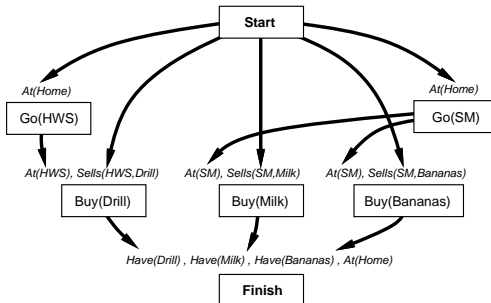 Start
At(Home)
At(Home)
Go(HWS)
Go(SM)
At(HWS), Sells(HWS,Drill)
At(SM), Sells(SM,Milk)
At(SM), Sells(SM,Bananas)
Buy(Drill)
Buy(Milk)
Buy(Bananas)
Have(Drill) , Have(Milk) , Have(Bananas) , At(Home)
Finish